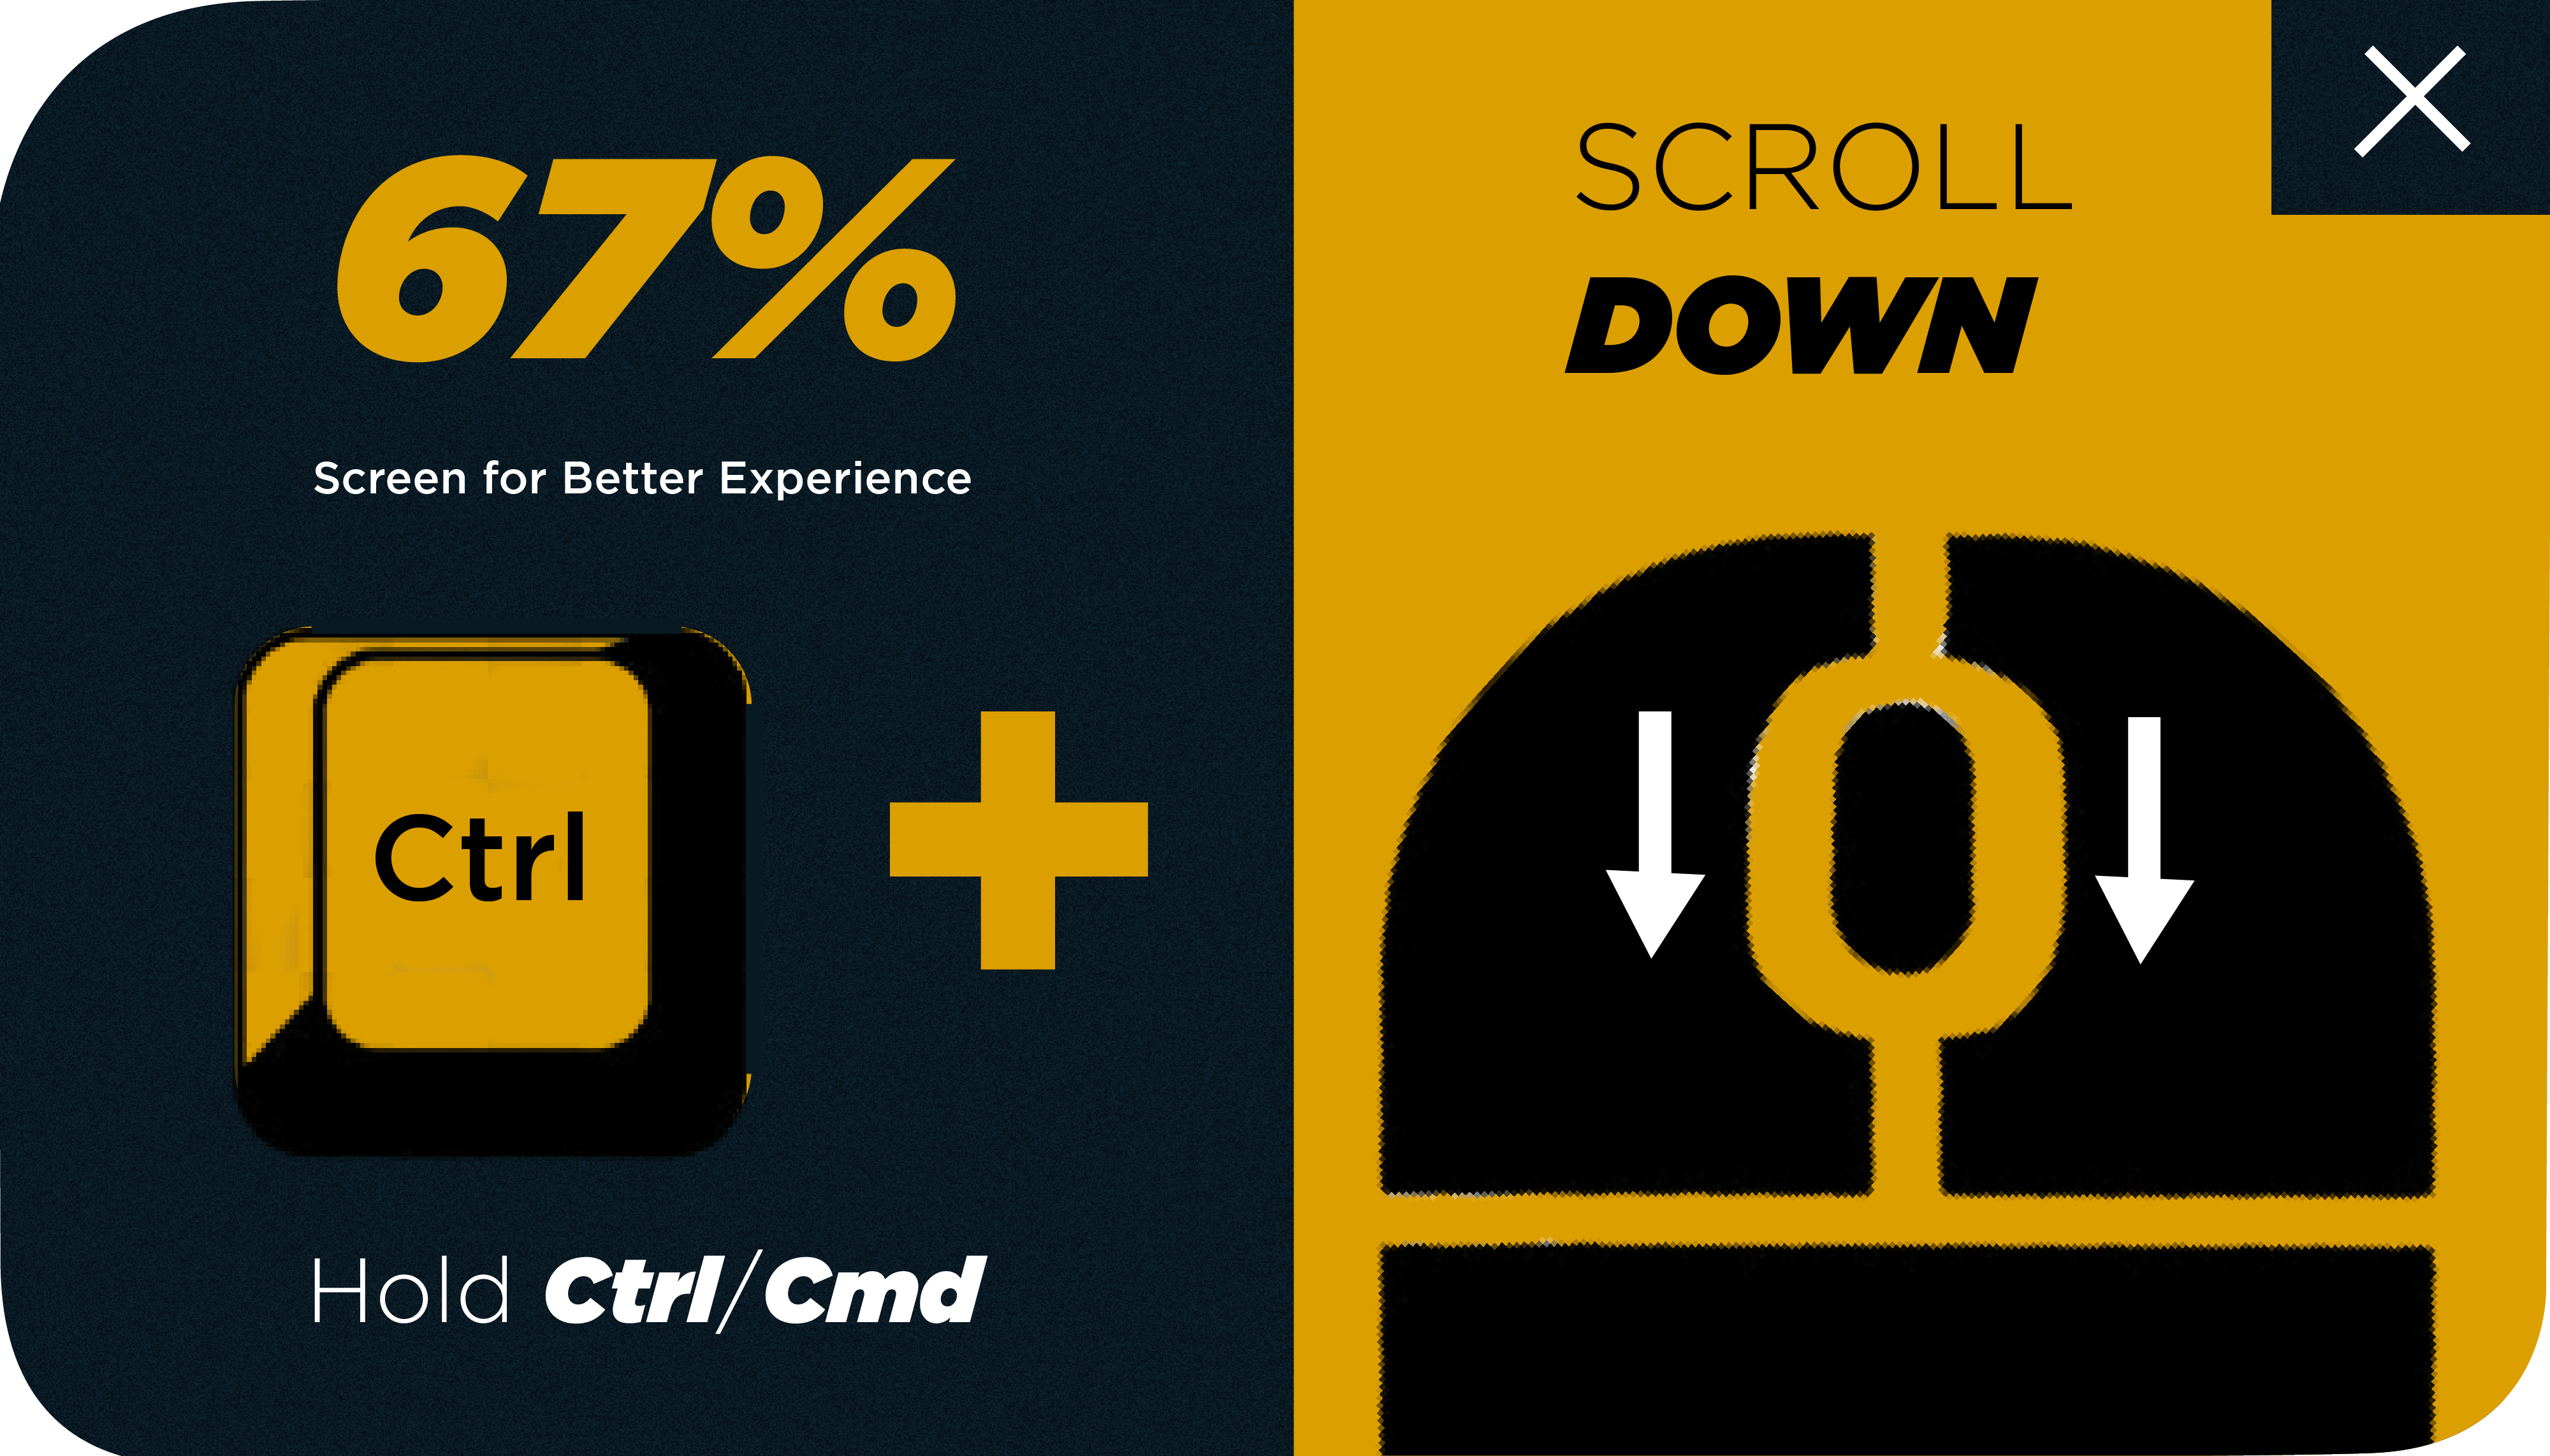 67%
Screen for Better Experience
Ctrl
Hold Ctrl/Cmd
SCROLL
DOWN